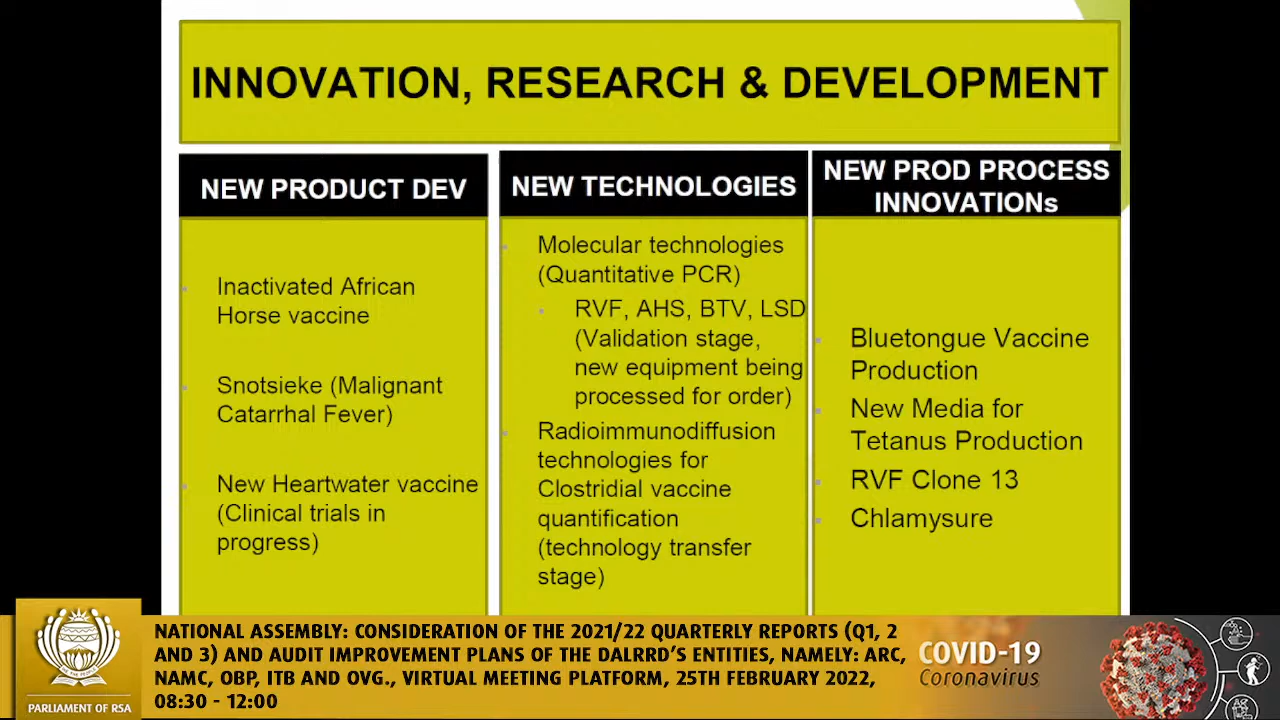 INNOVATION, RESEARCH & DEVELOPMENT
NEW PRODUCT DEV
Inactivated African
Horse vaccine
Snotsieke (Malignant
Catarrhal Fever)
New Heartwater vaccine
(Clinical trials in
progress)
NEW TECHNOLOGIES
Molecular technologies
(Quantitative PCR)
RVF, AHS, BTV, LSD
(Validation stage,
new equipment being
processed for order)
Radioimmunodiffusion
technologies for
Clostridial vaccine
quantification
(technology transfer
stage)
NEW PROD PROCESS
INNOVATIONs
Bluetongue Vaccine
Production
New Media for
Tetanus Production
RVF Clone 13
Chlamysure
PARLIAMENT OF RSA
NATIONAL ASSEMBLY: CONSIDERATION OF THE 2021/22 QUARTERLY REPORTS (Q1, 2
AND 3) AND AUDIT IMPROVEMENT PLANS OF THE DALRRD'S ENTITIES, NAMELY: ARC,
NAMC, OBP, ITB AND OVG., VIRTUAL MEETING PLATFORM, 25TH FEBRUARY 2022,
08:30 - 12:00
COVID-19
Coronavirus